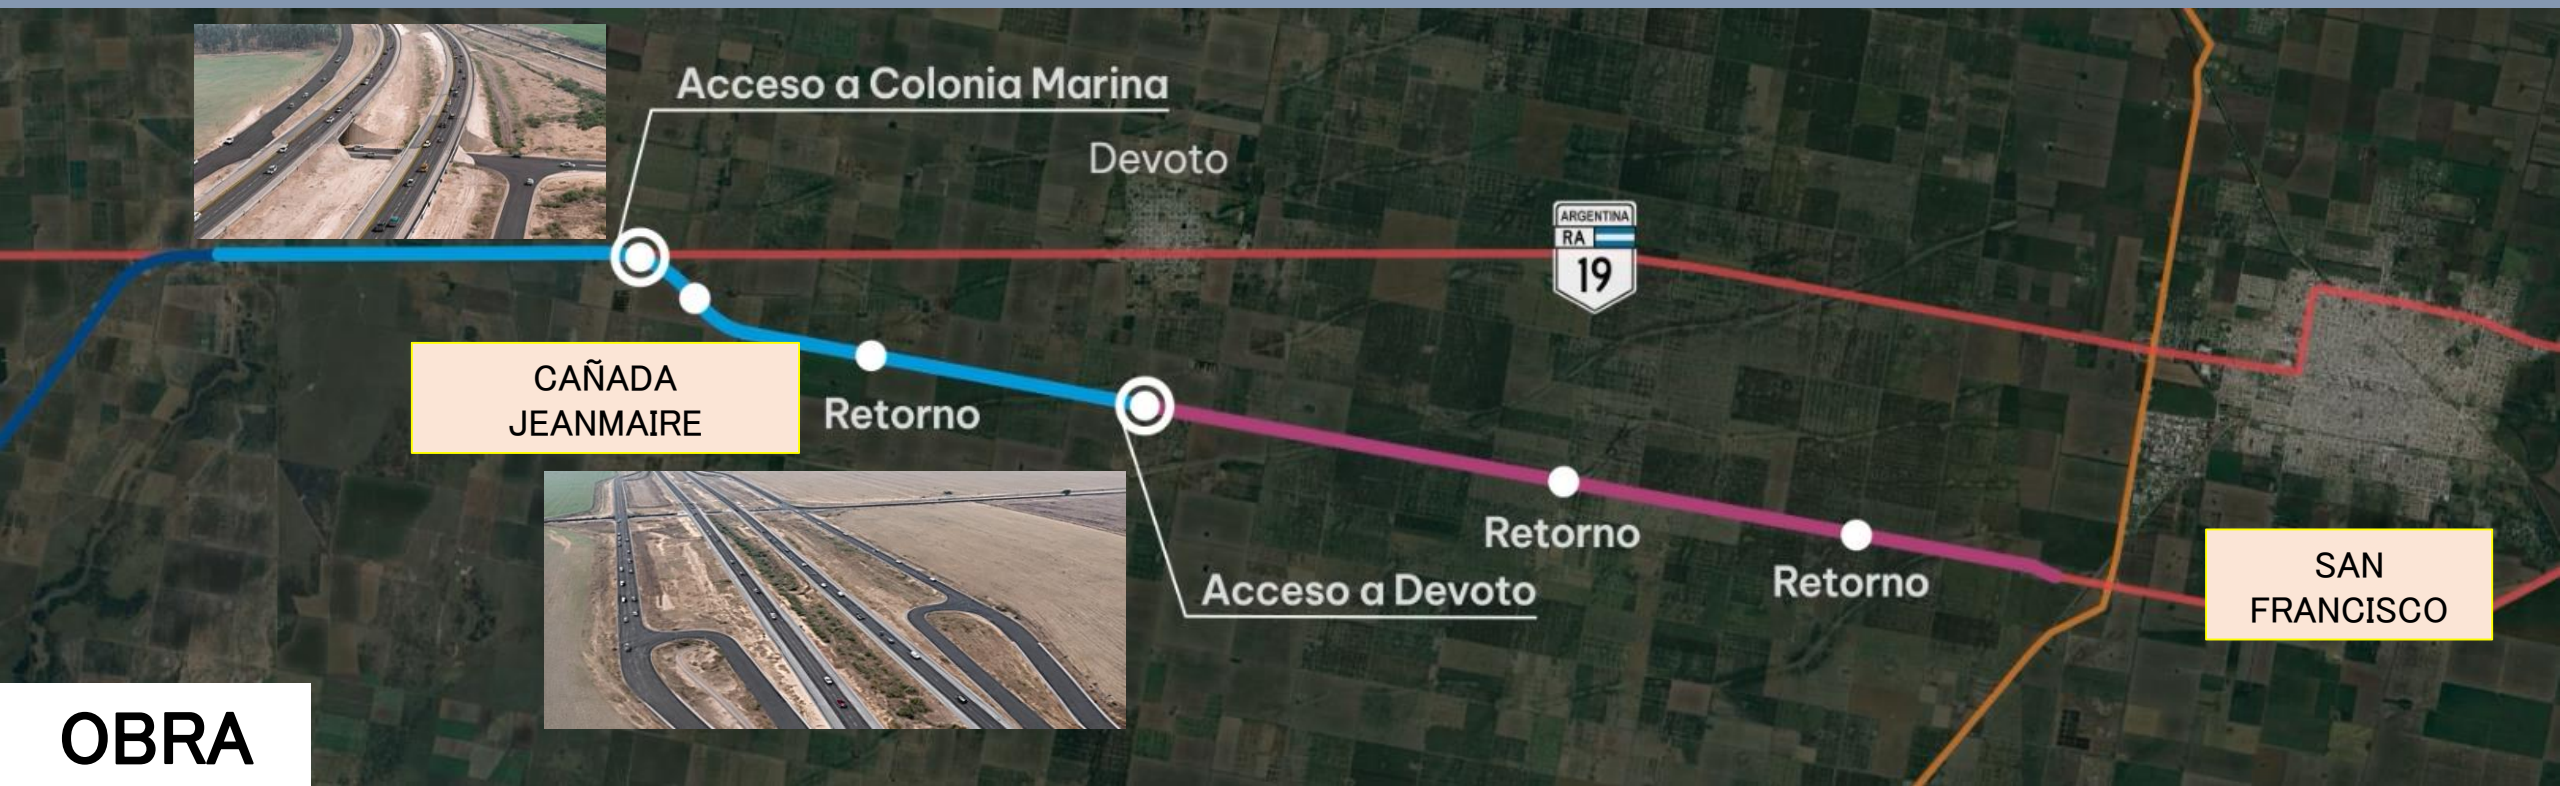 Acceso a Colonia Marina
Devoto
ARGENTINA
RA
19
CAÑADA
JEANMAIRE
Retorno
Retorno
Acceso a Devoto
Retorno
SAN
FRANCISCO
OBRA